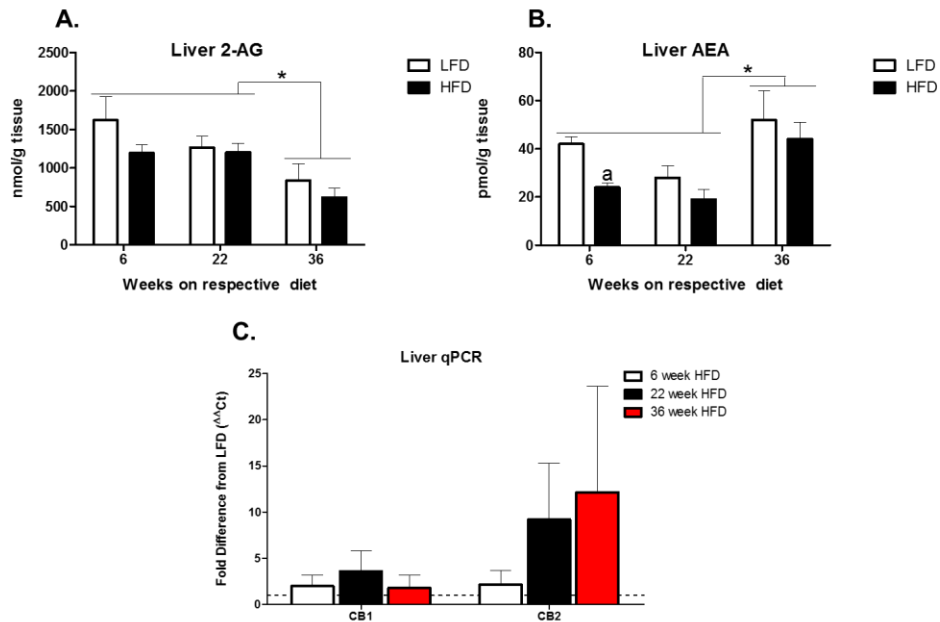 A.
Liver 2-AG
2500
2000
1500
1000
500
0
nmol/g tissue
*
LFD
HFD
6 22 36
Weeks on respective diet
B.
Liver AEA
80
60
40
20
0
pmol/g tissue
*
a
LFD
HFD
6 22 36
Weeks on respective diet
C.
Liver qPCR
25
20
15
10
5
0
Fold Difference from LFD (^^Ct)
6 week HFD
22 week HFD
36 week HFD
CB1 CB2